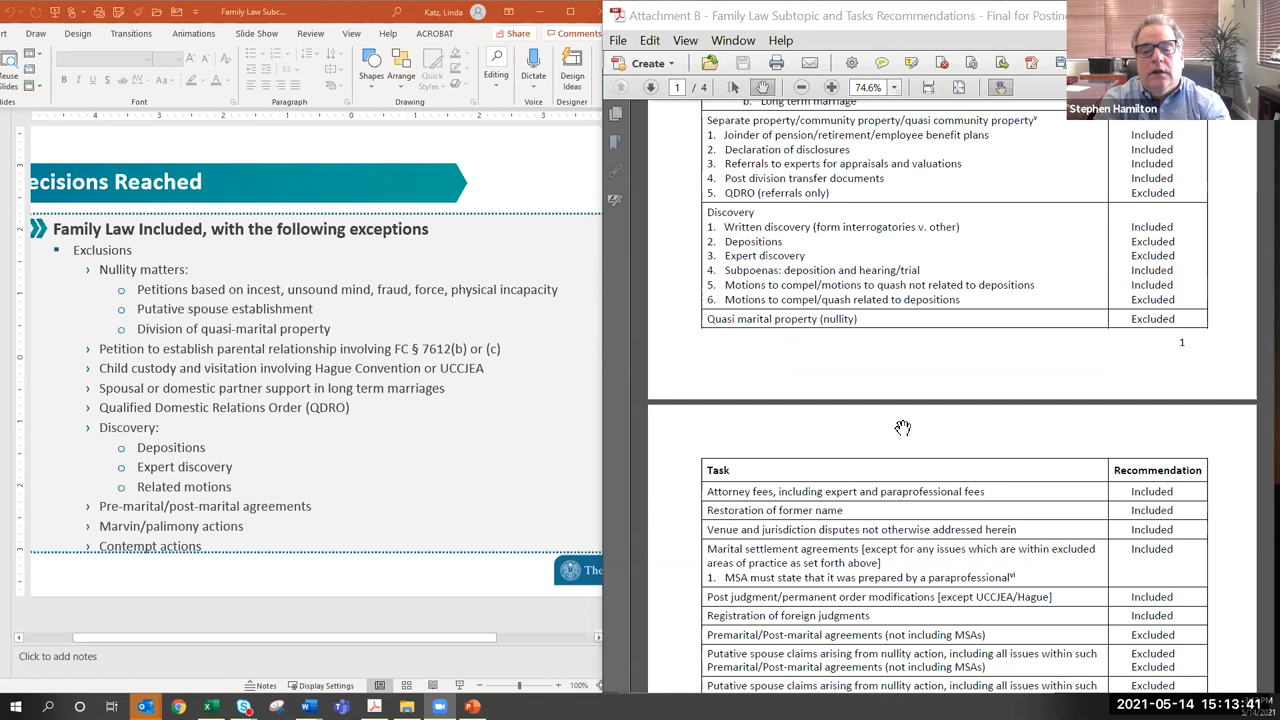 Family Law Subc...
Katz, Linda
Draw
Design
Transitions
Animations
Slide Show
Review
View
ACROBAT
Share
Comments
Reuse
Slides
Shapes
Arrange
Quick
Styles
Editing
Dictate
Design
Ideas
Font
Paragraph
Drawing
Voice
Designer
ecisions Reached
Family Law Included, with the following exceptions
Exclusions
Nullity matters:
Petitions based on incest, unsound mind, fraud, force, physical incapacity
Putative spouse establishment
Division of quasi-marital property
Petition to establish parental relationship involving FC § 7612(b) or (c)
Child custody and visitation involving Hague Convention or UCCJEA
Spousal or domestic partner support in long term marriages
Qualified Domestic Relations Order (QDRO)
Discovery:
Depositions
Expert discovery
Related motions
Pre-marital/post-marital agreements
Marvin/palimony actions
Contempt actions
The
Click to add notes
Notes
Display Settings
100%
Attachment B - Family Law Subtopic and Tasks Recommendations - Final for Posting
File Edit View Window Help
Create
1 / 4
74.6%
Stephen Hamilton
b. Long term marriage
Separate property/community property/quasi community property v
1. Joinder of pension/retirement/employee benefit plans Included
2. Declaration of disclosures Included
3. Referrals to experts for appraisals and valuations Included
4. Post division transfer documents Included
5. QDRO (referrals only) Excluded
Discovery
1. Written discovery (form interrogatories v. other) Included
2. Depositions Excluded
3. Expert discovery Excluded
4. Subpoenas: deposition and hearing/trial Included
5. Motions to compel/motions to quash not related to depositions Included
6. Motions to compel/quash related to depositions Excluded
Quasi marital property (nullity) Excluded
1
Task Recommendation
Attorney fees, including expert and paraprofessional fees Included
Restoration of former name Included
Venue and jurisdiction disputes not otherwise addressed herein Included
Marital settlement agreements [except for any issues which are within excluded Included
areas of practice as set forth above]
1. MSA must state that it was prepared by a paraprofessional vi
Post judgment/permanent order modifications [except UCCJEA/Hague] Included
Registration of foreign judgments Included
Premarital/Post-marital agreements (not including MSAs) Excluded
Putative spouse claims arising from nullity action, including all issues within such Excluded
Premarital/Post-marital agreements (not including MSAs) Excluded
Putative spouse claims arising from nullity action, including all issues within such Excluded
2021-05-14 15:13:41